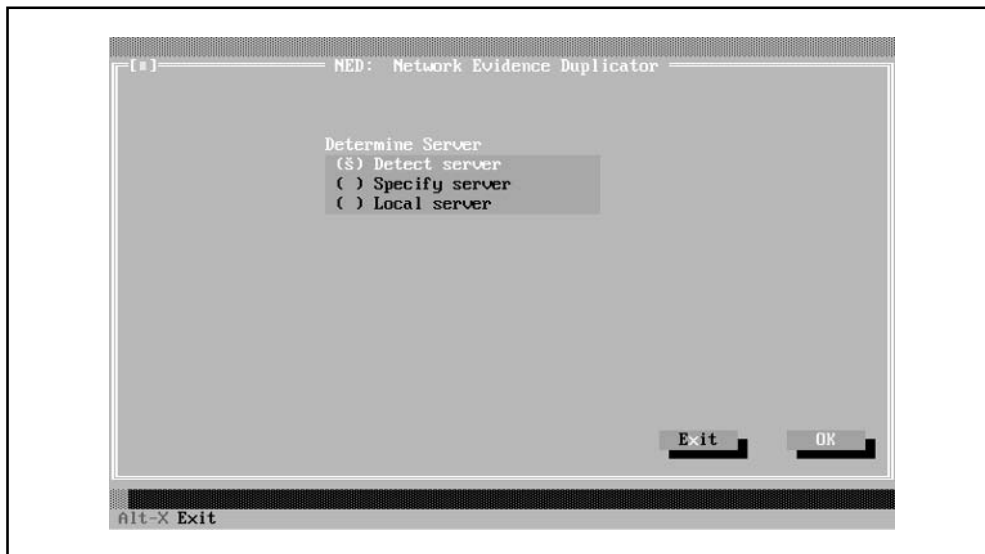 [■] NED: Network Evidence Duplicator
Determine Server
(š) Detect server
( ) Specify server
( ) Local server
Exit OK
Alt-X Exit